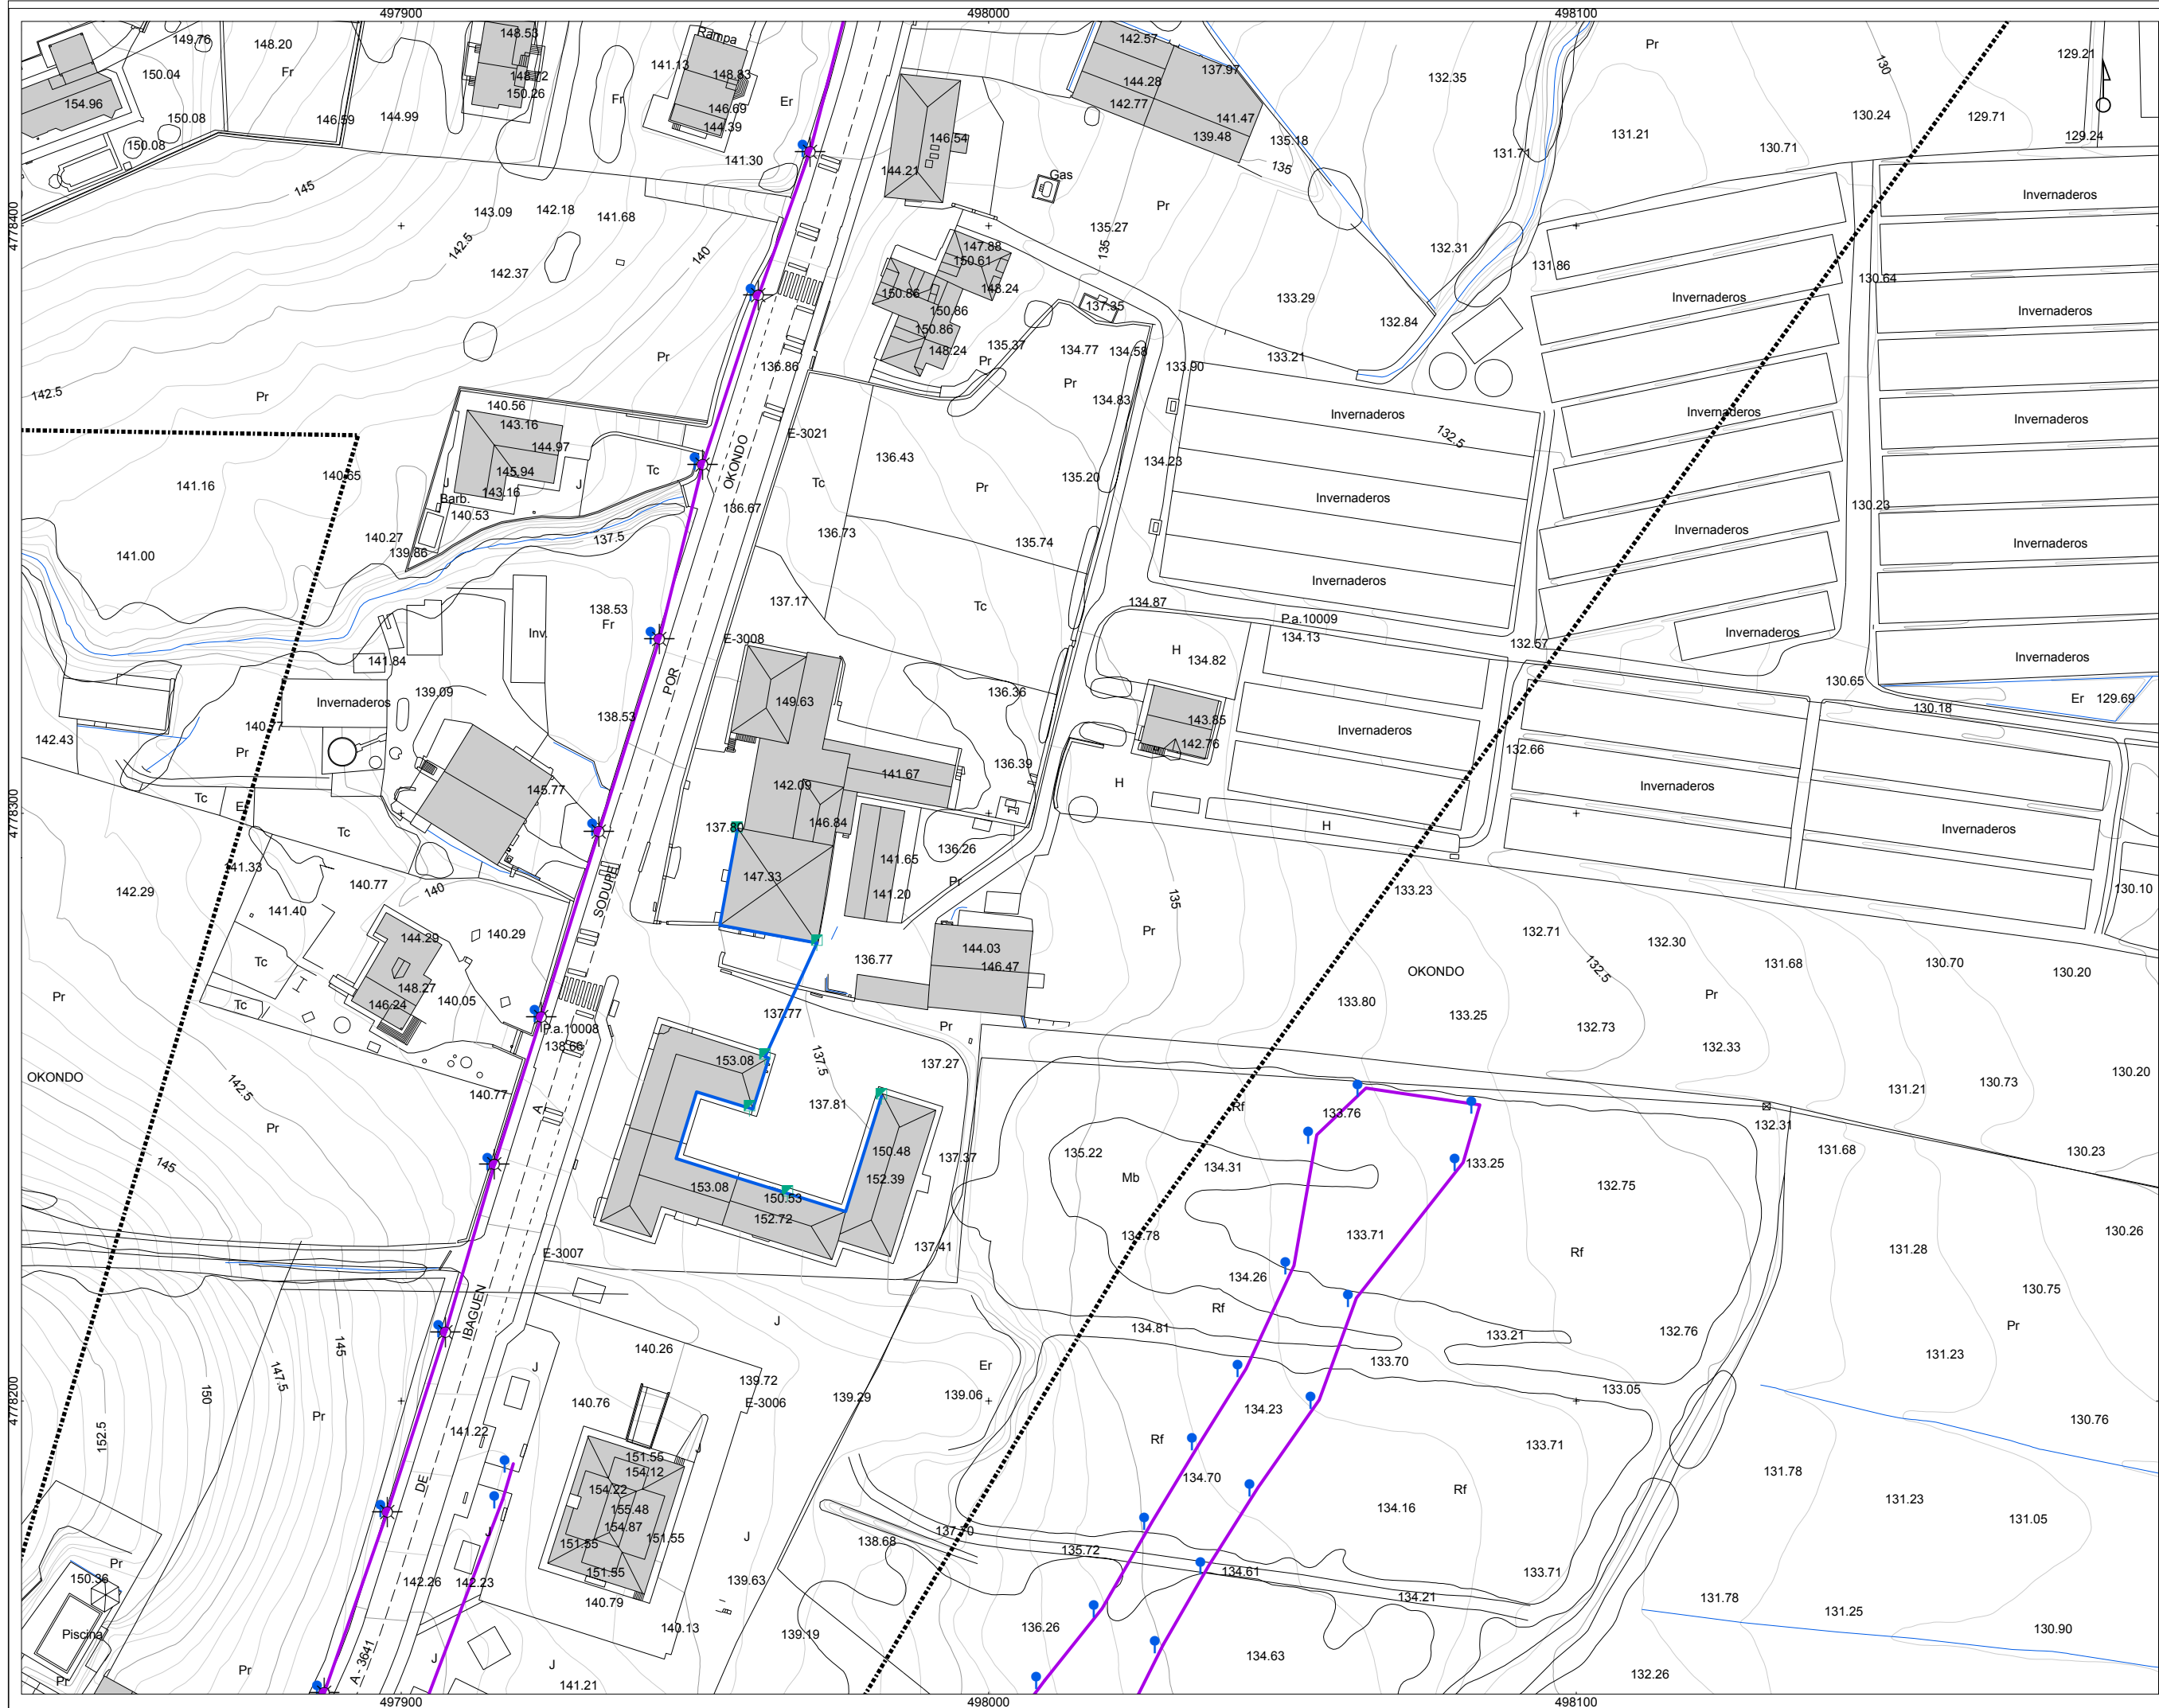 497900
498000
498100
149.76
148.20
148.53
Rampa
142.57
Pr
130
129.21
150.04
Fr
148.72
150.26
Fr
141.13
148.83
Er
144.28
137.97
132.35
154.96
146.69
142.77
141.47
130.24
129.71
150.08
146.59
144.99
144.39
139.48
135.18
131.21
129.24
150.08
141.30
146.54
131.71
130.71
144.21
135
Gas
145
Invernaderos
4778400
143.09
142.18
141.68
Pr
135.27
142.5
140
147.88
135
132.31
142.37
150.61
131.86
130.64
150.86
148.24
133.29
Invernaderos
150.86
137.35
Invernaderos
150.86
132.84
148.24
135.37
134.77
134.58
Pr
136.86
Pr
133.21
133.90
142.5
Pr
Pr
134.83
140.56
143.16
Invernaderos
Invernaderos
Invernaderos
E-3021
144.97
132.5
OKONDO
136.43
134.23
140.65
145.94
Tc
Tc
135.20
141.16
J
J
Pr
143.16
Barb.
Invernaderos
140.53
136.67
130.23
140.27
137.5
136.73
135.74
Invernaderos
Invernaderos
141.00
139.86
Invernaderos
138.53
137.17
Tc
134.87
Fr
P.a.10009
Inv.
E-3008
134.13
132.57
Invernaderos
H
134.82
141.84
Invernaderos
POR
139.09
136.36
130.65
Er
129.69
Invernaderos
149.63
130.18
138.53
143.85
140.77
Invernaderos
142.43
142.76
132.66
Pr
136.39
141.67
145.77
142.09
H
Invernaderos
Tc
4778300
146.84
H
Invernaderos
Tc
137.80
136.26
141.65
141.33
147.33
Pr
140.77
140
SODUPE
141.20
133.23
142.29
135
130.10
141.40
140.29
144.29
132.71
132.30
144.03
Pr
Tc
136.77
146.47
OKONDO
132.5
131.68
130.70
130.20
148.27
Pr
Tc
146.24
140.05
133.80
Pr
137.77
133.25
P.a.10008
Pr
132.73
138.66
153.08
137.5
132.33
137.27
OKONDO
142.5
130.20
140.77
A
137.81
131.21
130.73
Rf
133.76
Pr
132.31
150.48
135.22
131.68
130.23
137.37
145
134.31
133.25
152.39
Mb
153.08
150.53
132.75
152.72
134.78
133.71
130.26
137.41
E-3007
Rf
131.28
134.26
130.75
Rf
IBAGUEN
J
134.81
133.21
132.76
Pr
145
140.26
131.23
147.5
Er
133.70
150
139.72
133.05
4778200
140.76
139.29
139.06
E-3006
134.23
Pr
130.76
141.22
152.5
Rf
133.71
J
151.55
154.12
134.70
131.78
DE
154.22
Rf
131.23
155.48
134.16
131.05
154.87
151.55
J
137.70
151.55
138.68
135.72
Pr
151.55
134.61
133.71
150.36
142.26
142.23
139.63
134.21
131.78
131.25
140.79
Piscina
140.13
139.19
136.26
130.90
A - 3641
J
134.63
Pr
J
Pr
141.21
132.26
497900
498000
498100